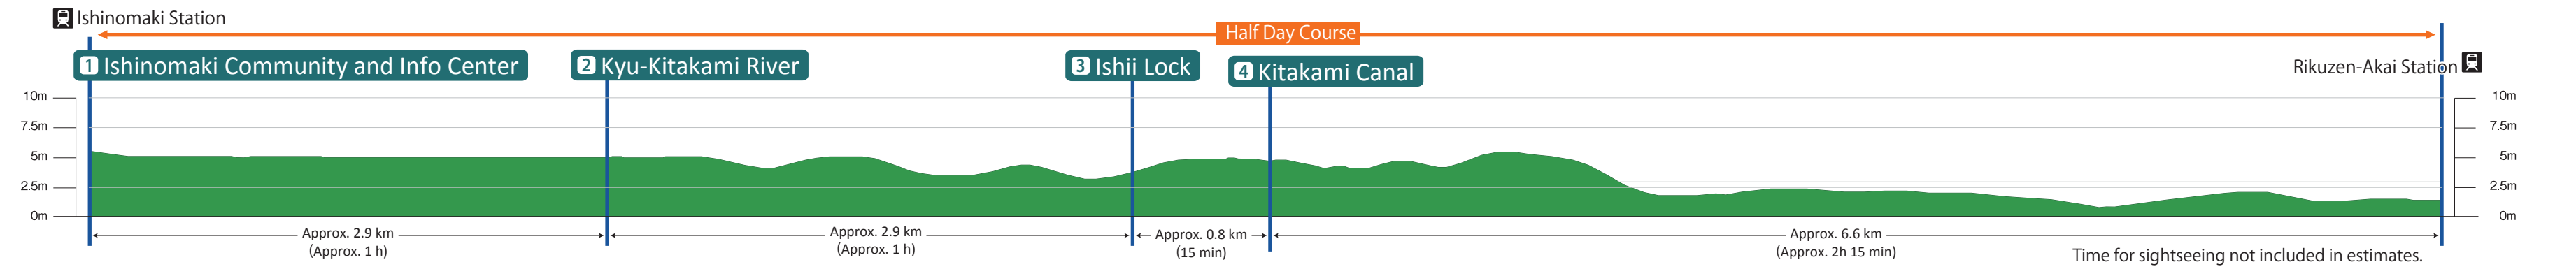 Ishinomaki Station
Half Day Course
1 Ishinomaki Community and Info Center
2 Kyu-Kitakami River
3 Ishii Lock
4 Kitakami Canal
Rikuzen-Akai Station
10m
7.5m
5m
2.5m
0m
10m
7.5m
5m
2.5m
0m
Approx. 2.9 km
(Approx. 1 h)
Approx. 2.9 km
(Approx. 1 h)
Approx. 0.8 km
(15 min)
Approx. 6.6 km
(Approx. 2h 15 min)
Time for sightseeing not included in estimates.